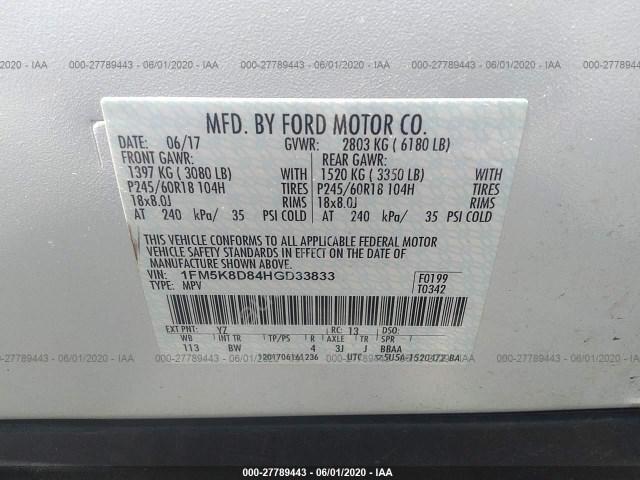 000-27789443 - 06/01/2020 - IAA
MFD. BY FORD MOTOR CO.
DATE: 06/17 GVWR: 2803 KG ( 6180 LB)
FRONT GAWR: REAR GAWR:
1397 KG ( 3080 LB) 1520 KG ( 3350 LB)
P245/60R18 104H TIRES P245/60R18 104H TIRES
18x8.0J RIMS 18x8.0J RIMS
AT 240 kPa/ 35 PSI COLD AT 240 kPa/ 35 PSI COLD
THIS VEHICLE CONFORMS TO ALL APPLICABLE FEDERAL MOTOR
VEHICLE SAFETY STANDARDS IN EFFECT ON THE DATE OF
MANUFACTURE SHOWN ABOVE.
VIN: 1FM5K8D84HGD33833 F0199
TYPE: MPV T0342
EXT PNT: YZ RC: 13 DSO:
WB INT TR TP/PS R AXLE TR SPR
113 BW 4 3J J BBAA
1201706161236 UTC
000-27789443 - 06/01/2020 - IAA